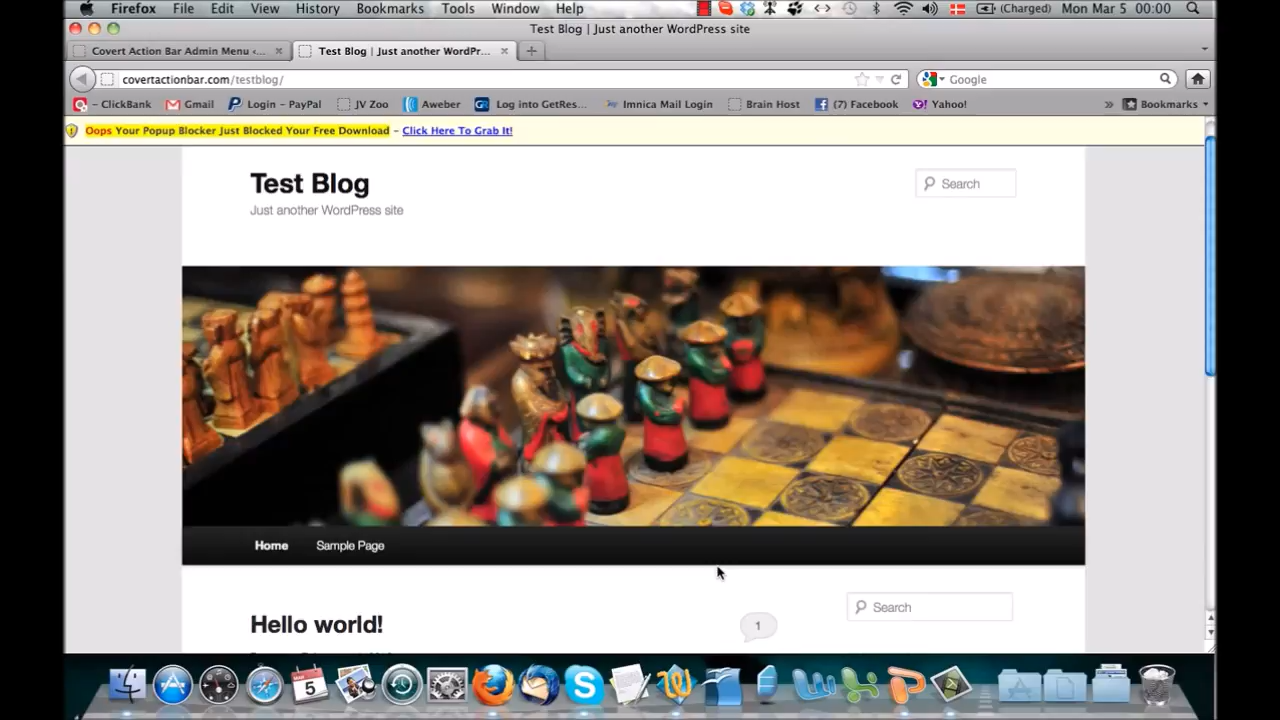 Firefox File Edit View History Bookmarks Tools Window Help (Charged) Mon Mar 5 00:00
Test Blog | Just another WordPress site
Covert Action Bar Admin Menu ‹... Test Blog | Just another WordPr...
covertactionbar.com/testblog/ Google
- ClickBank Gmail Login - PayPal JV Zoo Aweber Log into GetRes... Imnica Mail Login Brain Host (7) Facebook Yahoo! » Bookmarks
Oops Your Popup Blocker Just Blocked Your Free Download - Click Here To Grab It!
Test Blog
Search
Just another WordPress site
Home Sample Page
Search
Hello world!
1
MAR
5